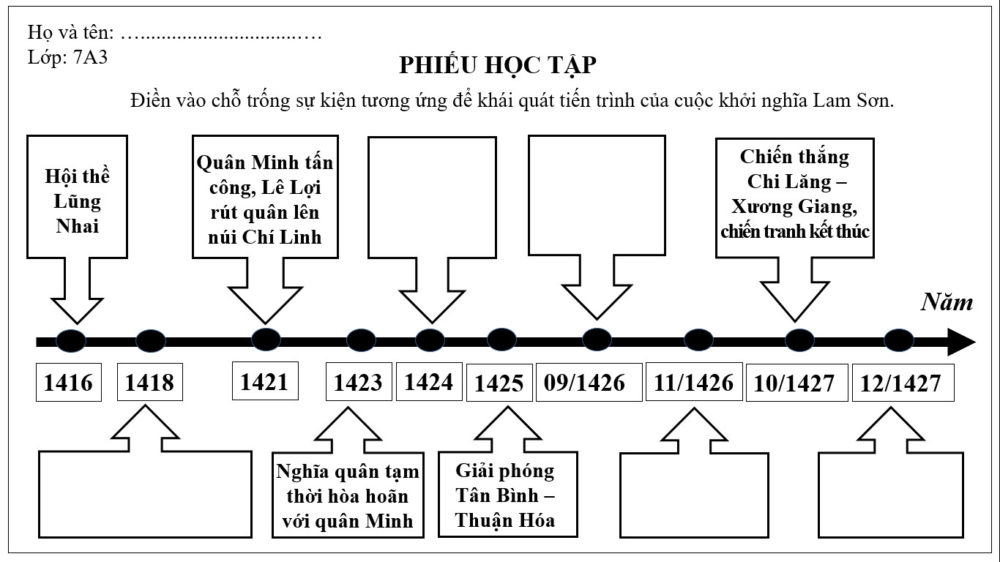 Họ và tên: …..............................….
Lớp: 7A3
PHIẾU HỌC TẬP
Điền vào chỗ trống sự kiện tương ứng để khái quát tiến trình của cuộc khởi nghĩa Lam Sơn.
Hội thề
Lũng
Nhai
Quân Minh tấn
công, Lê Lợi
rút quân lên
núi Chí Linh
Chiến thắng
Chi Lăng –
Xương Giang,
chiến tranh kết thúc
Năm
1416
1418
1421
1423
1424
1425
09/1426
11/1426
10/1427
12/1427
Nghĩa quân tạm
thời hòa hoãn
với quân Minh
Giải phóng
Tân Bình –
Thuận Hóa